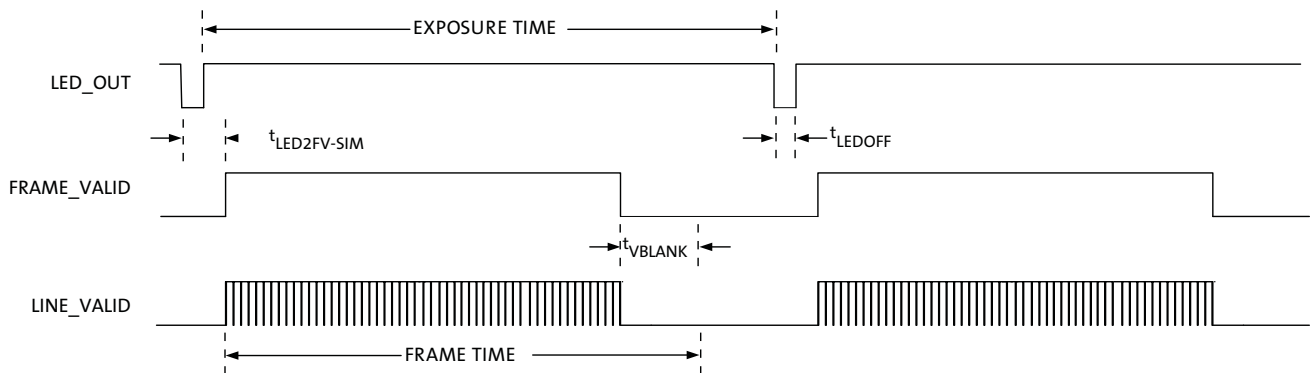 EXPOSURE TIME
LED_OUT
tLED2FV-SIM
tLEDOFF
FRAME_VALID
tVBLANK
LINE_VALID
FRAME TIME